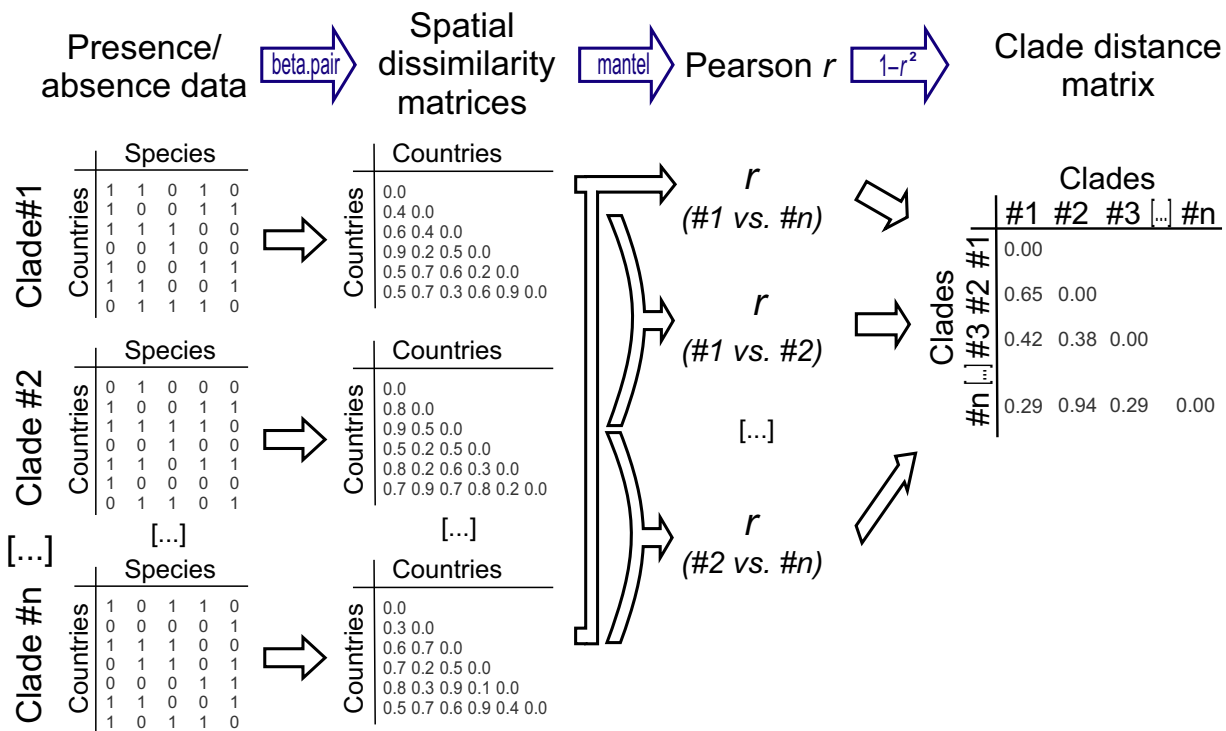 Presence/
absence data
beta.pair
Spatial
dissimilarity
matrices
mantel
Pearson r
1–r²
Clade distance
matrix
Clade#1
Species
Countries
1 1 0 1 0
1 0 0 1 1
1 1 1 0 0
0 0 1 0 0
1 0 0 1 1
1 1 0 0 1
0 1 1 1 0
Countries
Countries
0.0
0.4 0.0
0.6 0.4 0.0
0.9 0.2 0.5 0.0
0.5 0.7 0.6 0.2 0.0
0.5 0.7 0.3 0.6 0.9 0.0
Clade #2
Species
Countries
0 1 0 0 0
1 0 0 1 1
1 1 1 1 0
0 0 1 0 0
1 1 0 1 1
1 0 0 0 0
0 1 1 0 1
[...]
Countries
Countries
0.0
0.8 0.0
0.9 0.5 0.0
0.5 0.2 0.5 0.0
0.8 0.2 0.6 0.3 0.0
0.7 0.9 0.7 0.8 0.2 0.0
[...]
[...]
Clade #n
Species
Countries
1 0 1 1 0
0 0 0 0 1
1 1 1 0 0
0 1 1 0 1
0 0 0 1 1
1 1 0 0 1
1 0 1 1 0
Countries
Countries
0.0
0.3 0.0
0.6 0.7 0.0
0.7 0.2 0.5 0.0
0.8 0.3 0.9 0.1 0.0
0.5 0.7 0.6 0.9 0.4 0.0
r
(#1 vs. #n)
r
(#1 vs. #2)
[...]
r
(#2 vs. #n)
Clades
#1 #2 #3 [...] #n
Clades
#n [...] #3 #2 #1
0.00
0.65 0.00
0.42 0.38 0.00
0.29 0.94 0.29 0.00